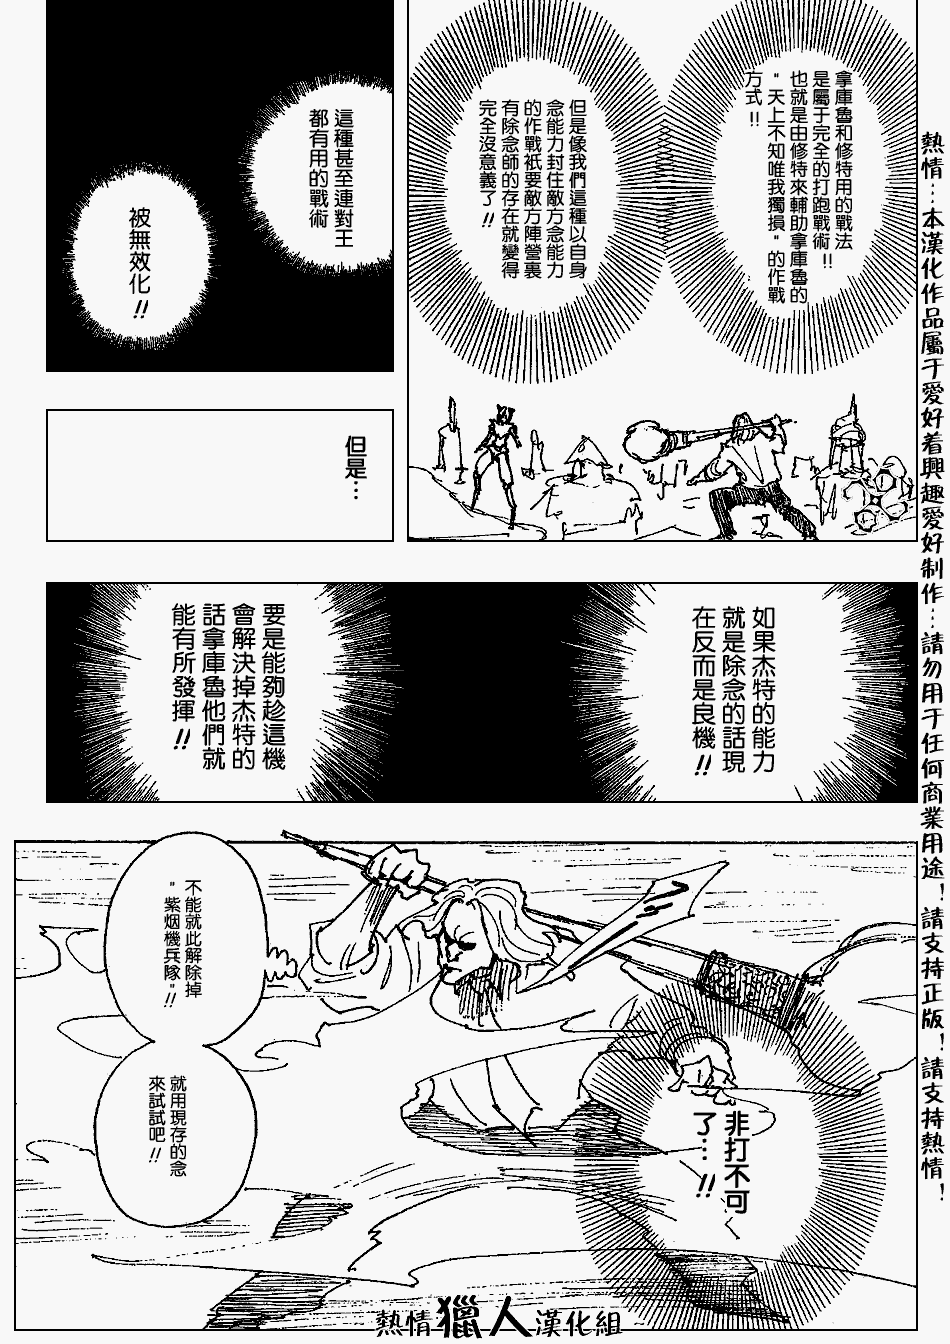 拿庫魯和修特用的戰法
是屬于完全的打跑戰術!!
也就是由修特來輔助拿庫魯的
"天上不知唯我獨損"的作戰
方式!!
但是像我們這種以自身
念能力封住敵方念能力
的作戰衹要敵方陣營裏
有除念師的存在就變得
完全沒意義了!!
這種甚至連對王
都有用的戰術
被無效化!!
但是…
如果杰特的能力
就是除念的話現
在反而是良機!!
要是能夠趁這機
會解決掉杰特的
話拿庫魯他們就
能有所發揮!!
非打不可
了…!!
不能就此解除掉
"紫烟機兵隊"!!
就用現存的念
來試試吧!!
熱情…本漢化作品屬于愛好着興趣愛好制作…請勿用于任何商業用途!請支持正版!請支持熱情!
熱情獵人漢化組